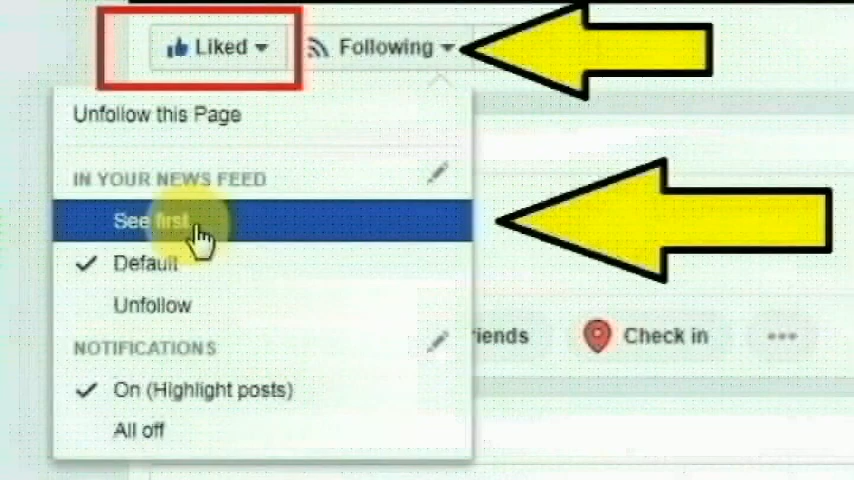 Liked Following
Unfollow this Page
IN YOUR NEWS FEED
See first
Default
Unfollow
riends Check in
NOTIFICATIONS
On (Highlight posts)
All off